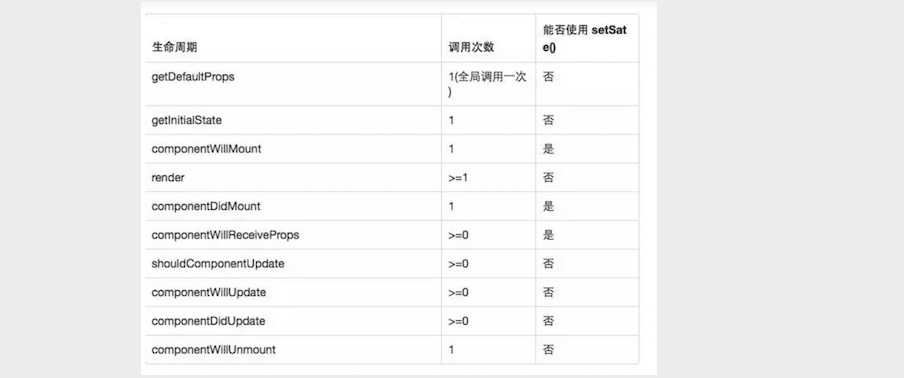 生命周期 调用次数 能否使用 setSat
e()
getDefaultProps 1(全局调用一次 否
)
getInitialState 1 否
componentWillMount 1 是
render >=1 否
componentDidMount 1 是
componentWillReceiveProps >=0 是
shouldComponentUpdate >=0 否
componentWillUpdate >=0 否
componentDidUpdate >=0 否
componentWillUnmount 1 否